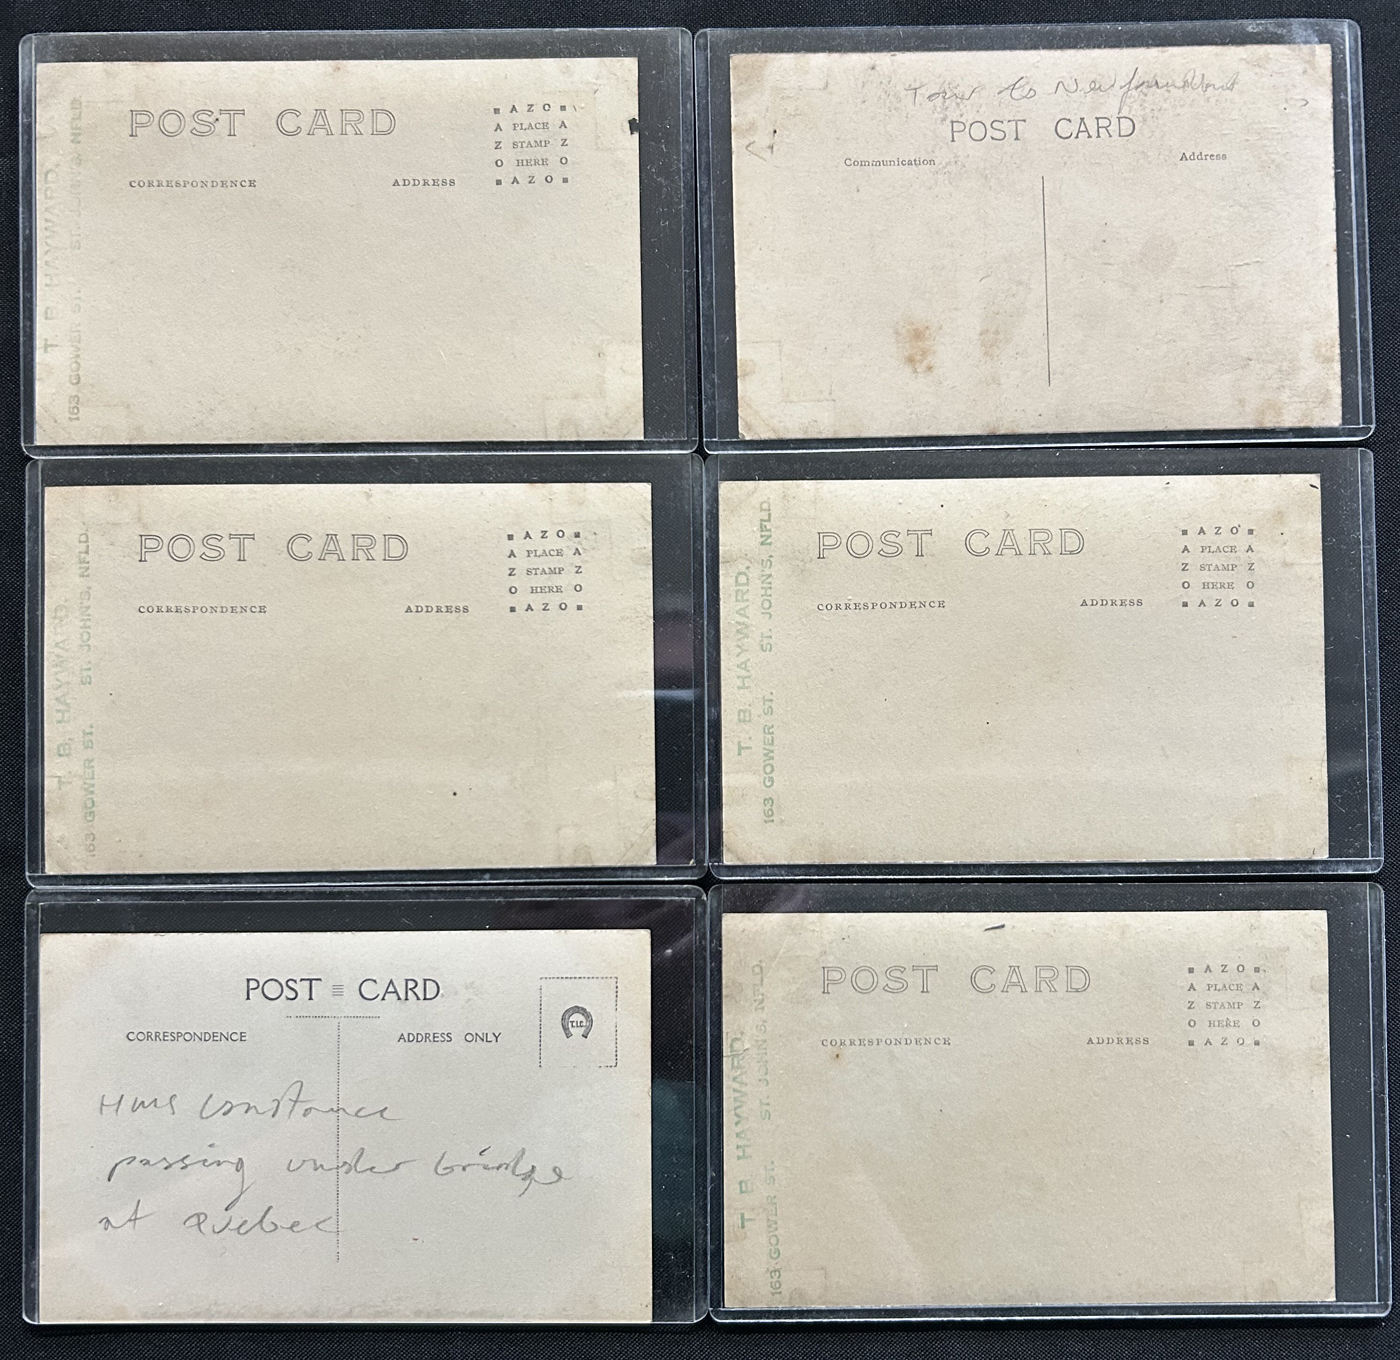 POST CARD
CORRESPONDENCE
ADDRESS
AZO
A PLACE A
Z STAMP Z
O HERE O
AZO
T. B. HAYWARD.
163 GOWER ST. ST. JOHN'S, NFLD.
Tour to Newfoundland
POST CARD
Communication
Address
POST CARD
CORRESPONDENCE
ADDRESS
AZO
A PLACE A
Z STAMP Z
O HERE O
AZO
T. B. HAYWARD.
163 GOWER ST. ST. JOHN'S, NFLD.
POST CARD
CORRESPONDENCE
ADDRESS
AZO
A PLACE A
Z STAMP Z
O HERE O
AZO
T. B. HAYWARD.
163 GOWER ST. ST. JOHN'S, NFLD.
POST CARD
CORRESPONDENCE
ADDRESS ONLY
T.I.C.
HMS Constance
passing under bridge
at Quebec
POST CARD
CORRESPONDENCE
ADDRESS
AZO
A PLACE A
Z STAMP Z
O HERE O
AZO
T. B. HAYWARD.
163 GOWER ST. ST. JOHN'S, NFLD.